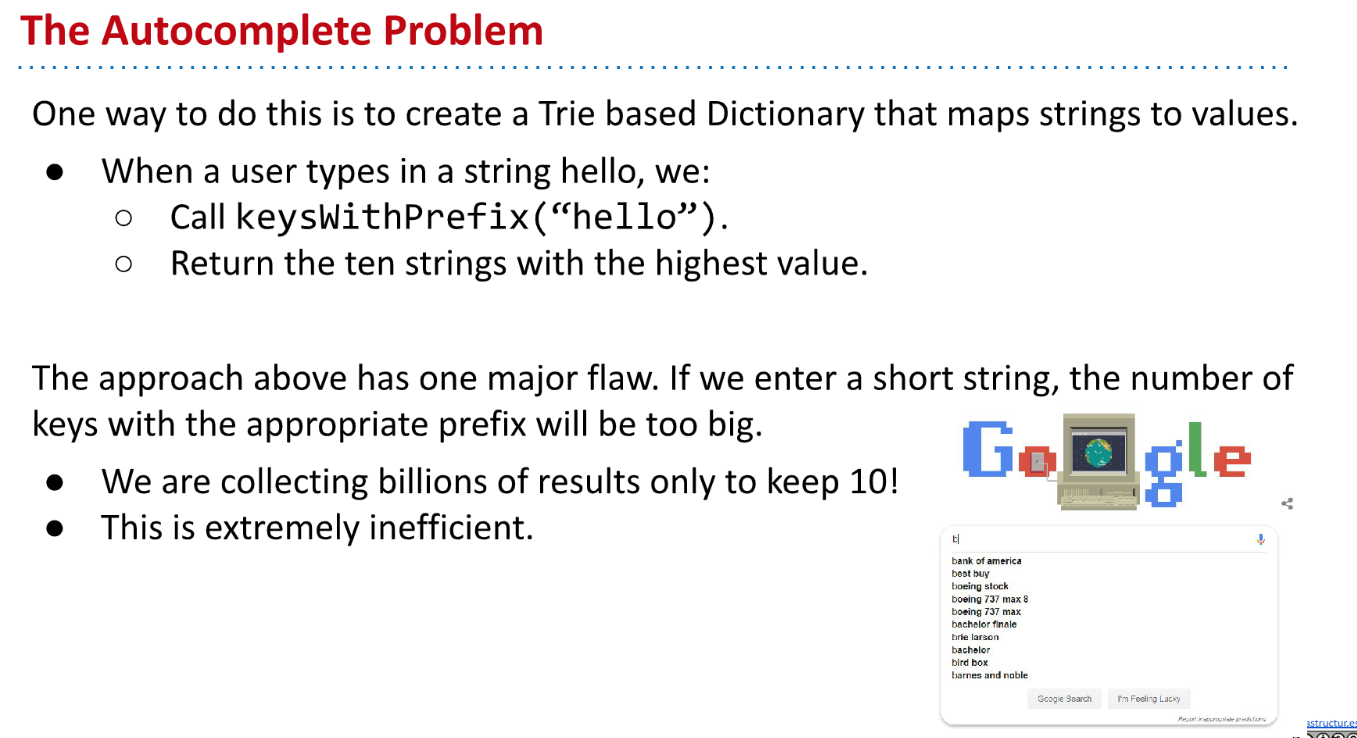 The Autocomplete Problem
One way to do this is to create a Trie based Dictionary that maps strings to values.
● When a user types in a string hello, we:
○ Call keysWithPrefix(“hello”).
○ Return the ten strings with the highest value.
The approach above has one major flaw. If we enter a short string, the number of
keys with the appropriate prefix will be too big.
● We are collecting billions of results only to keep 10!
● This is extremely inefficient.
Google
b
bank of america
best buy
boeing stock
boeing 737 max 8
boeing 737 max
bachelor finale
brie larson
bachelor
bird box
barnes and noble
Google Search I'm Feeling Lucky
Report inappropriate predictions
astructur.es